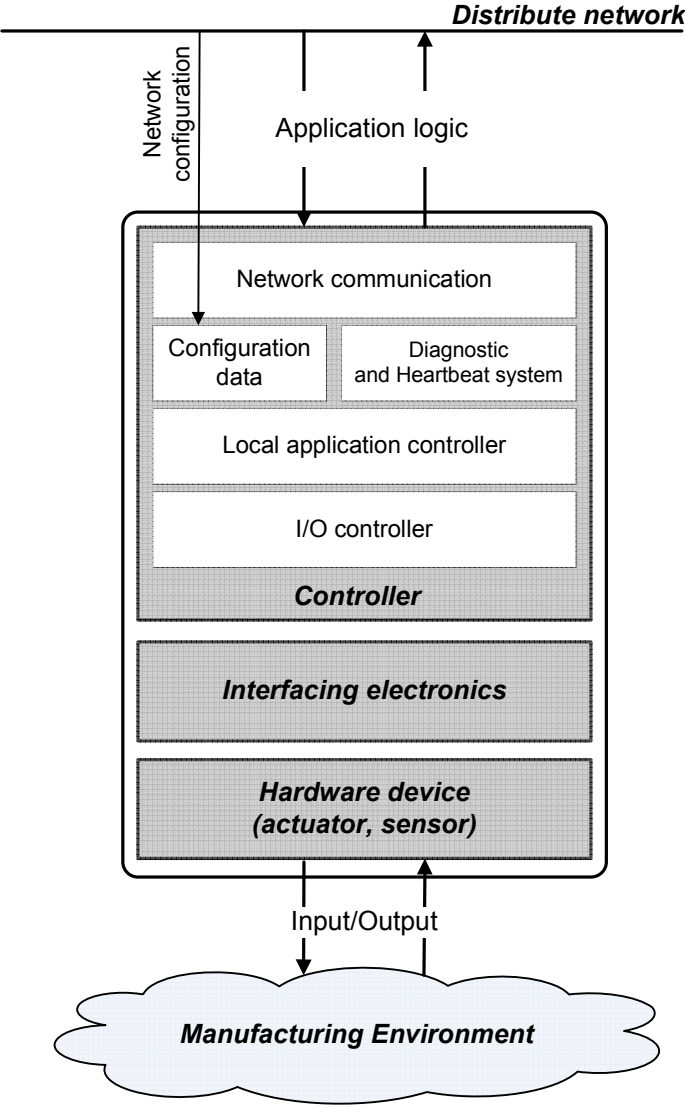 Distribute network
Network
configuration
Application logic
Network communication
Configuration
data
Diagnostic
and Heartbeat system
Local application controller
I/O controller
Controller
Interfacing electronics
Hardware device
(actuator, sensor)
Input/Output
Manufacturing Environment